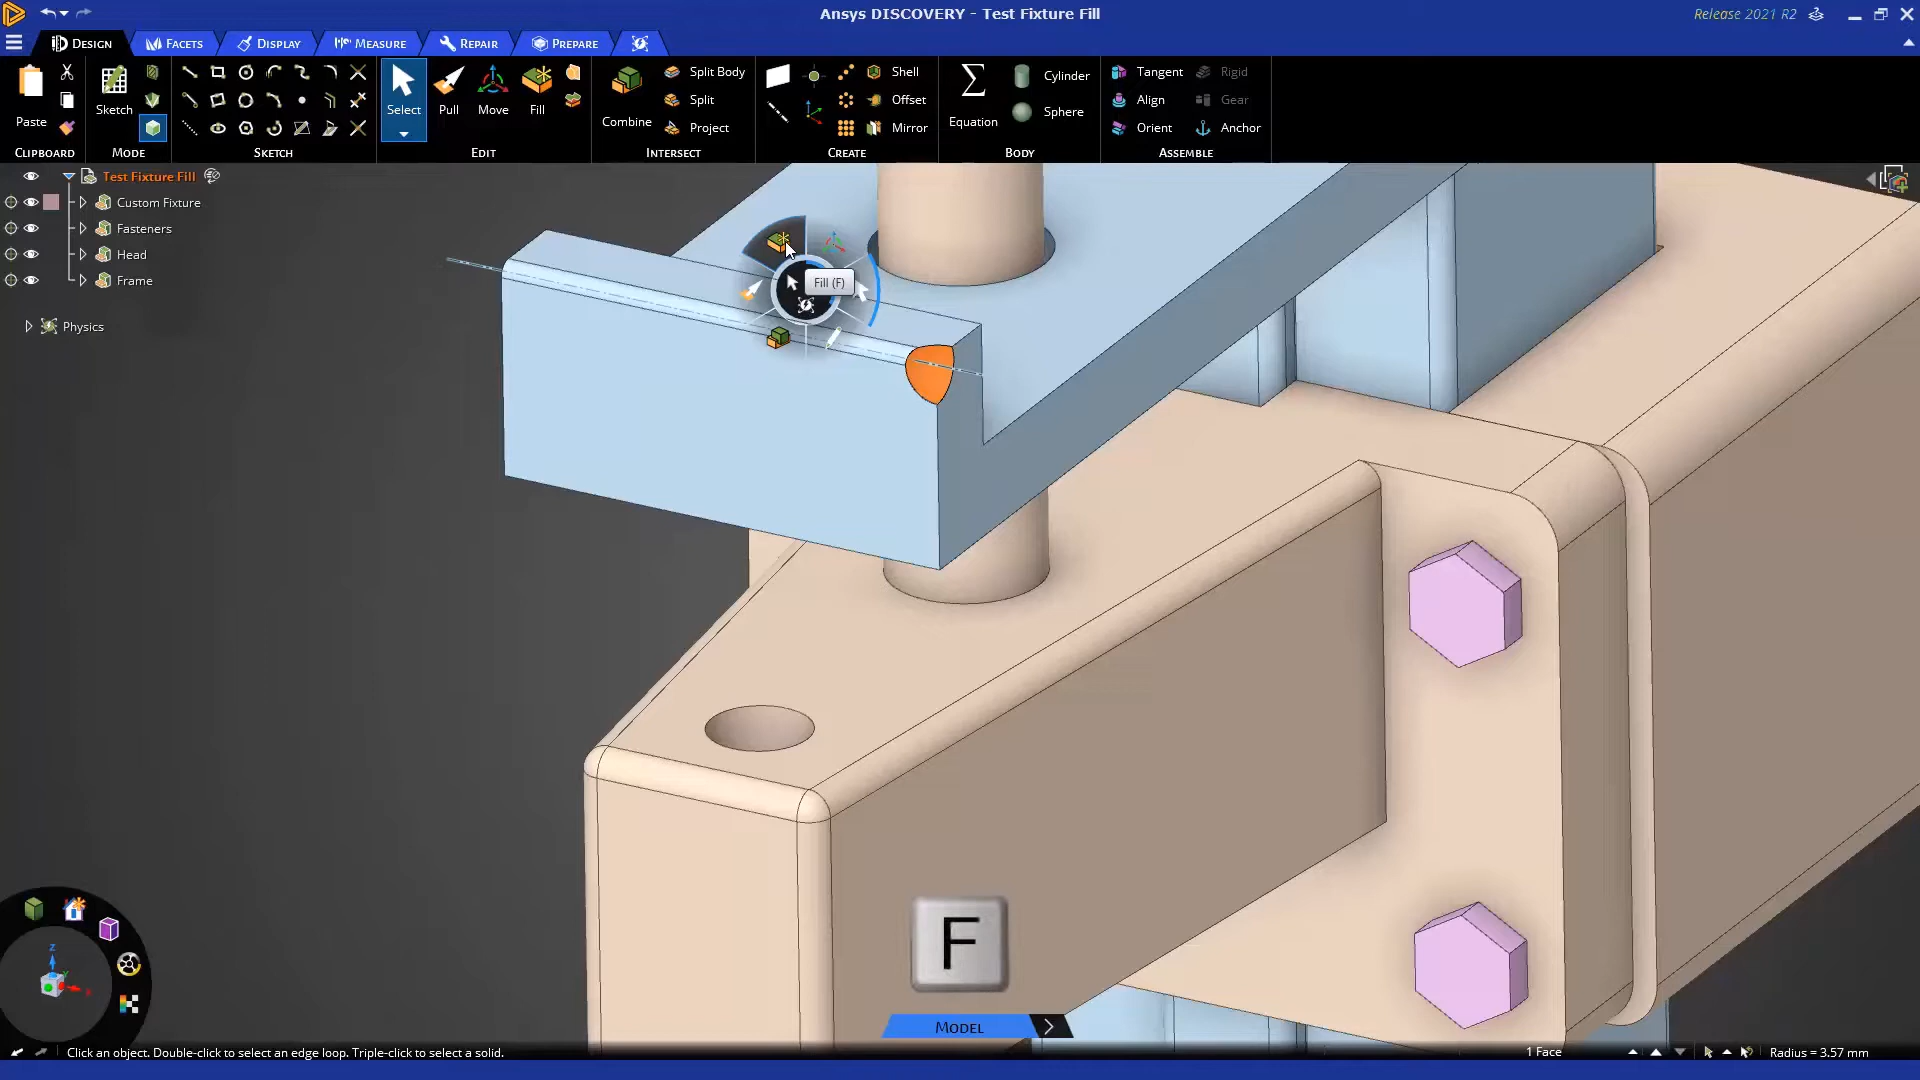 Ansys DISCOVERY - Test Fixture Fill
Release 2021 R2
DESIGN
FACETS
DISPLAY
MEASURE
REPAIR
PREPARE
Paste
CLIPBOARD
Sketch
MODE
SKETCH
Select
Pull
Move
Fill
EDIT
Combine
Split Body
Split
Project
INTERSECT
Shell
Offset
Mirror
CREATE
Equation
Cylinder
Sphere
BODY
Tangent
Align
Orient
Rigid
Gear
Anchor
ASSEMBLE
Test Fixture Fill
Custom Fixture
Fasteners
Head
Frame
Physics
Fill (F)
F
MODEL
Z
Y
X
Click an object. Double-click to select an edge loop. Triple-click to select a solid.
1 Face
Radius = 3.57 mm